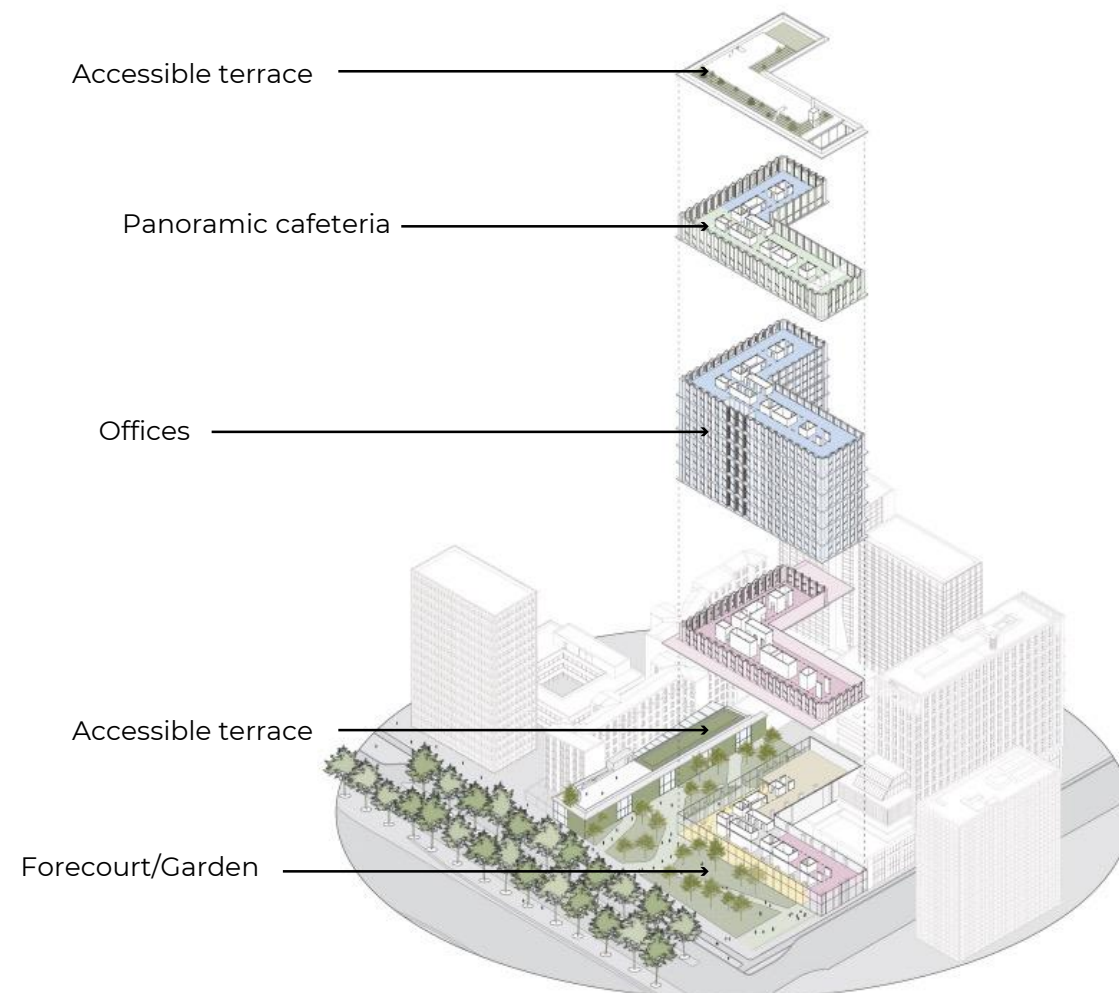 Accessible terrace
Panoramic cafeteria
Offices
Accessible terrace
Forecourt/Garden